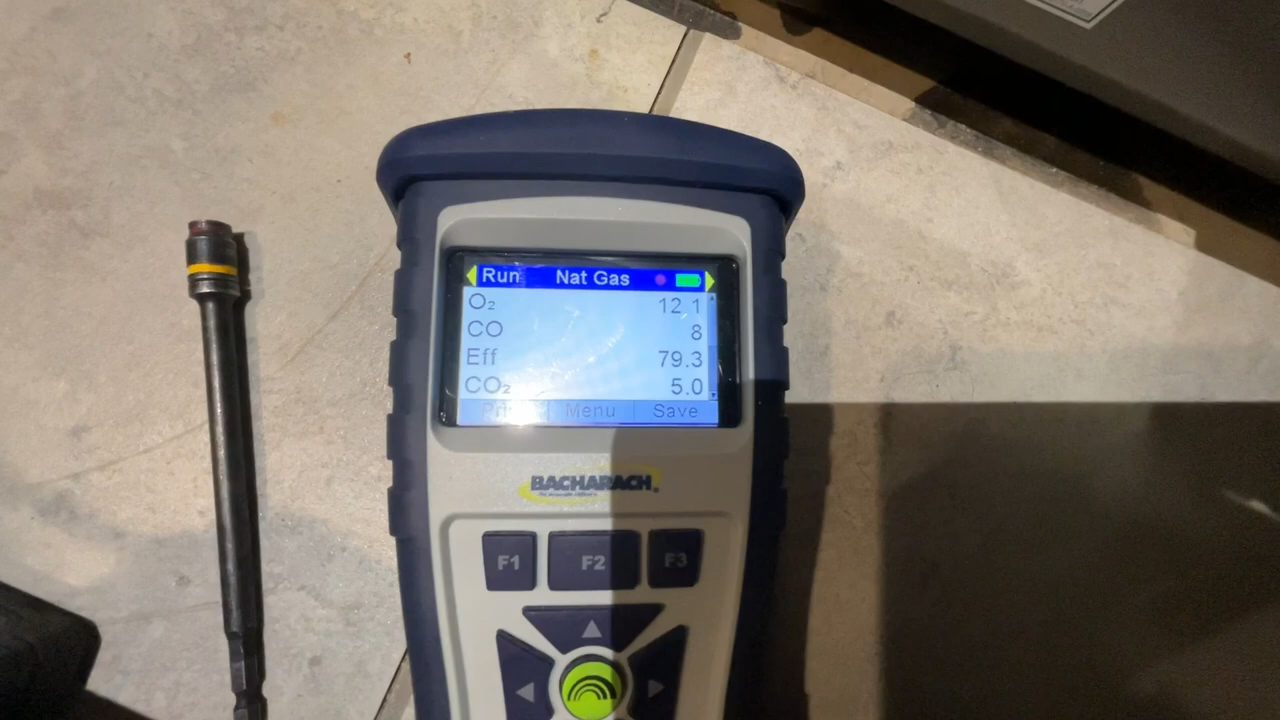 Run Nat Gas
O₂ 12.1
CO 8
Eff 79.3
CO₂ 5.0
Menu Save
BACHARACH
F1 F2 F3